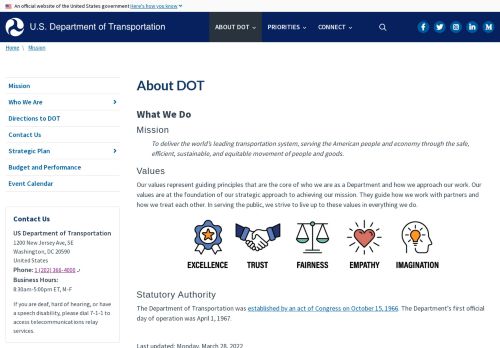 An official website of the United States government Here's how you know
U.S. Department of Transportation
ABOUT DOT
PRIORITIES
CONNECT
Home \ Mission
Mission
Who We Are
Directions to DOT
Contact Us
Strategic Plan
Budget and Performance
Event Calendar
Contact Us
US Department of Transportation
1200 New Jersey Ave, SE
Washington, DC 20590
United States
Phone: 1 (202) 366-4000
Business Hours:
8:30am-5:00pm ET, M-F
If you are deaf, hard of hearing, or have
a speech disability, please dial 7-1-1 to
access telecommunications relay
services.
About DOT
What We Do
Mission
To deliver the world's leading transportation system, serving the American people and economy through the safe,
efficient, sustainable, and equitable movement of people and goods.
Values
Our values represent guiding principles that are the core of who we are as a Department and how we approach our work. Our
values are at the foundation of our strategic approach to achieving our mission. They guide how we work with partners and
how we treat each other. In serving the public, we strive to live up to these values in everything we do.
EXCELLENCE
TRUST
FAIRNESS
EMPATHY
IMAGINATION
Statutory Authority
The Department of Transportation was established by an act of Congress on October 15, 1966. The Department's first official
day of operation was April 1, 1967.
Last updated: Monday, March 28, 2022